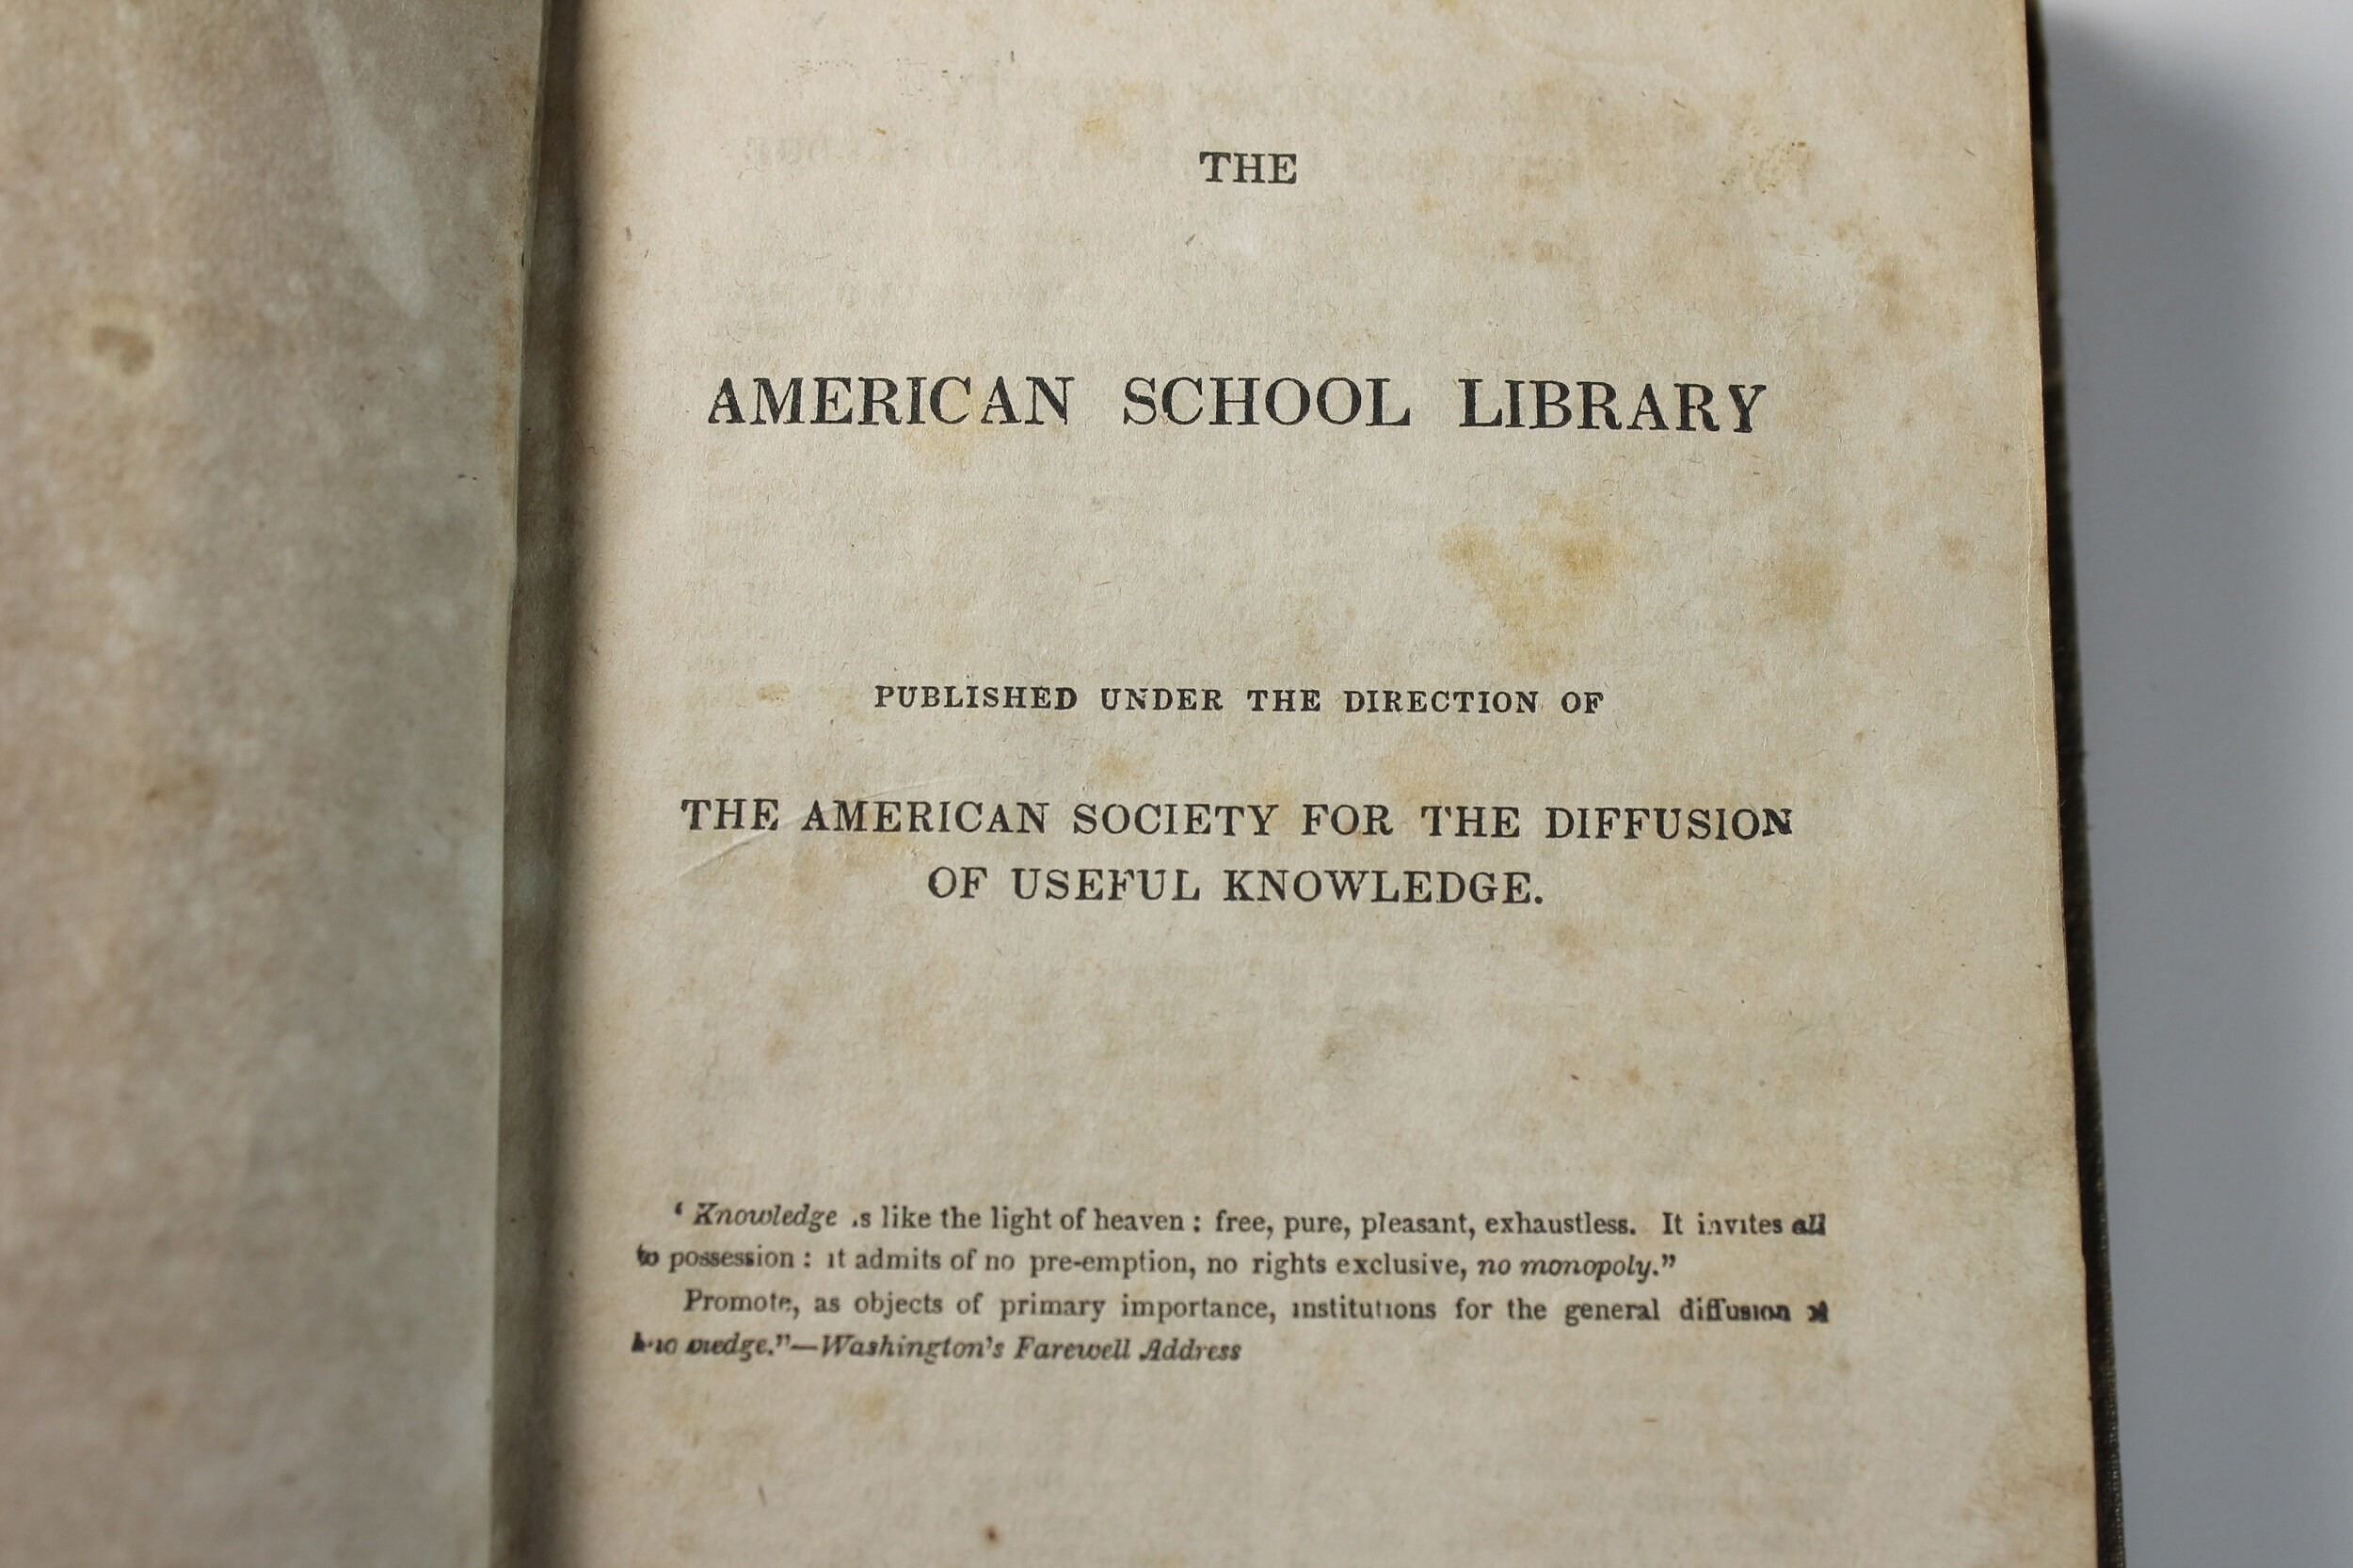 THE
AMERICAN SCHOOL LIBRARY
PUBLISHED UNDER THE DIRECTION OF
THE AMERICAN SOCIETY FOR THE DIFFUSION
OF USEFUL KNOWLEDGE.
‘ Knowledge .s like the light of heaven : free, pure, pleasant, exhaustless. It invites all
to possession : it admits of no pre-emption, no rights exclusive, no monopoly.”
Promote, as objects of primary importance, institutions for the general diffusion
”—Washington's Farewell Address